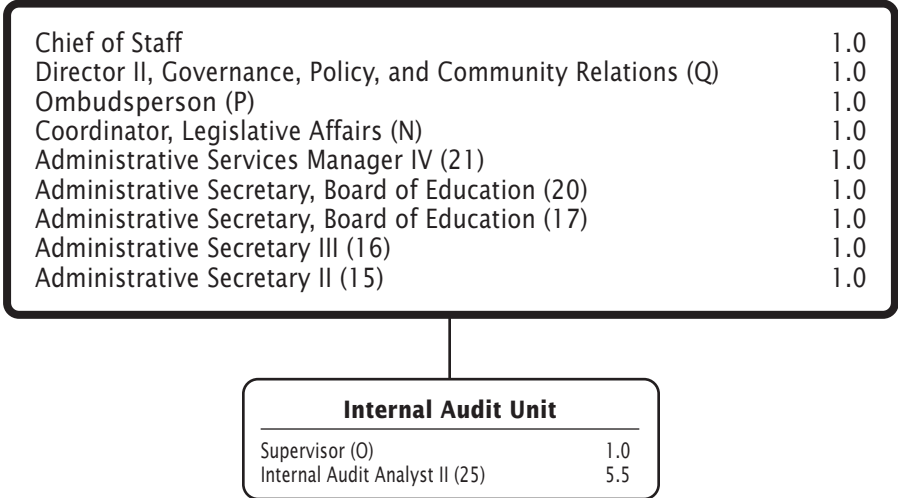 Chief of Staff 1.0
Director II, Governance, Policy, and Community Relations (Q) 1.0
Ombudsperson (P) 1.0
Coordinator, Legislative Affairs (N) 1.0
Administrative Services Manager IV (21) 1.0
Administrative Secretary, Board of Education (20) 1.0
Administrative Secretary, Board of Education (17) 1.0
Administrative Secretary III (16) 1.0
Administrative Secretary II (15) 1.0
Internal Audit Unit
Supervisor (O) 1.0
Internal Audit Analyst II (25) 5.5